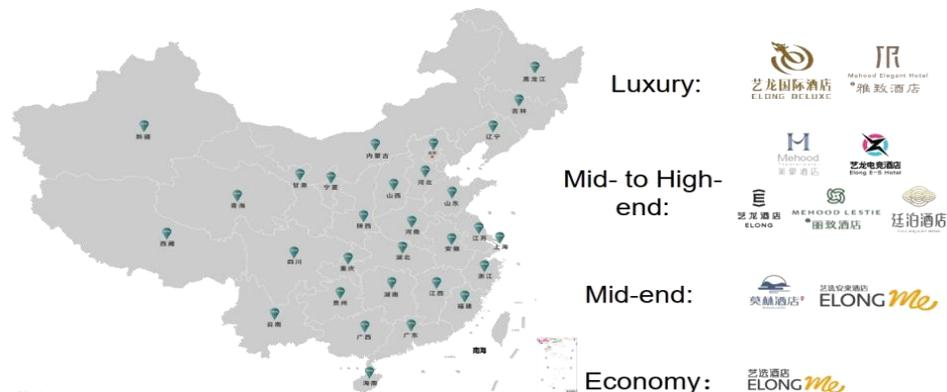 黑龙江
吉林
新疆
辽宁
内蒙古
北京
甘肃
宁夏
河北
山西
山东
青海
陕西
河南
江苏
西藏
上海
安徽
四川
湖北
重庆
浙江
湖南
江西
贵州
福建
云南
广西
广东
南海
海南
Luxury:
艺龙国际酒店
ELONG DELUXE
Mehood Elegant Hotel
雅致酒店
Mid- to High-
end:
Mehood
美豪酒店
艺龙电竞酒店
Elong E-S Hotel
艺龙酒店
ELONG
MEHOOD LESTIE
丽致酒店
廷泊酒店
Mid-end:
莫林酒店
艺选安来酒店
ELONG me
Economy:
艺选酒店
ELONG me